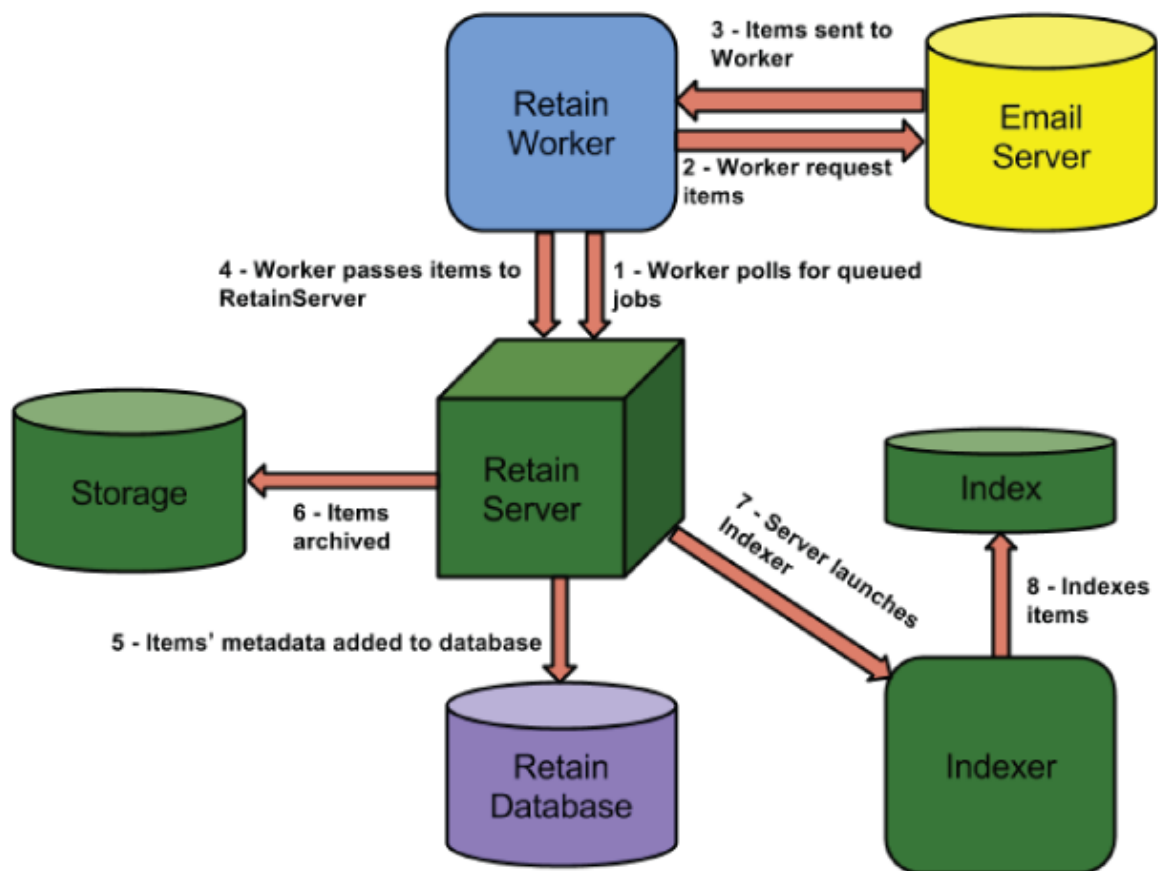 3 - Items sent to
Worker
Retain
Worker
Email
Server
2 - Worker request
items
4 - Worker passes items to
RetainServer
1 - Worker polls for queued
jobs
Storage
Retain
Server
Index
6 - Items
archived
7 - Server launches
Indexer
8 - Indexes
items
5 - Items' metadata added to database
Retain
Database
Indexer